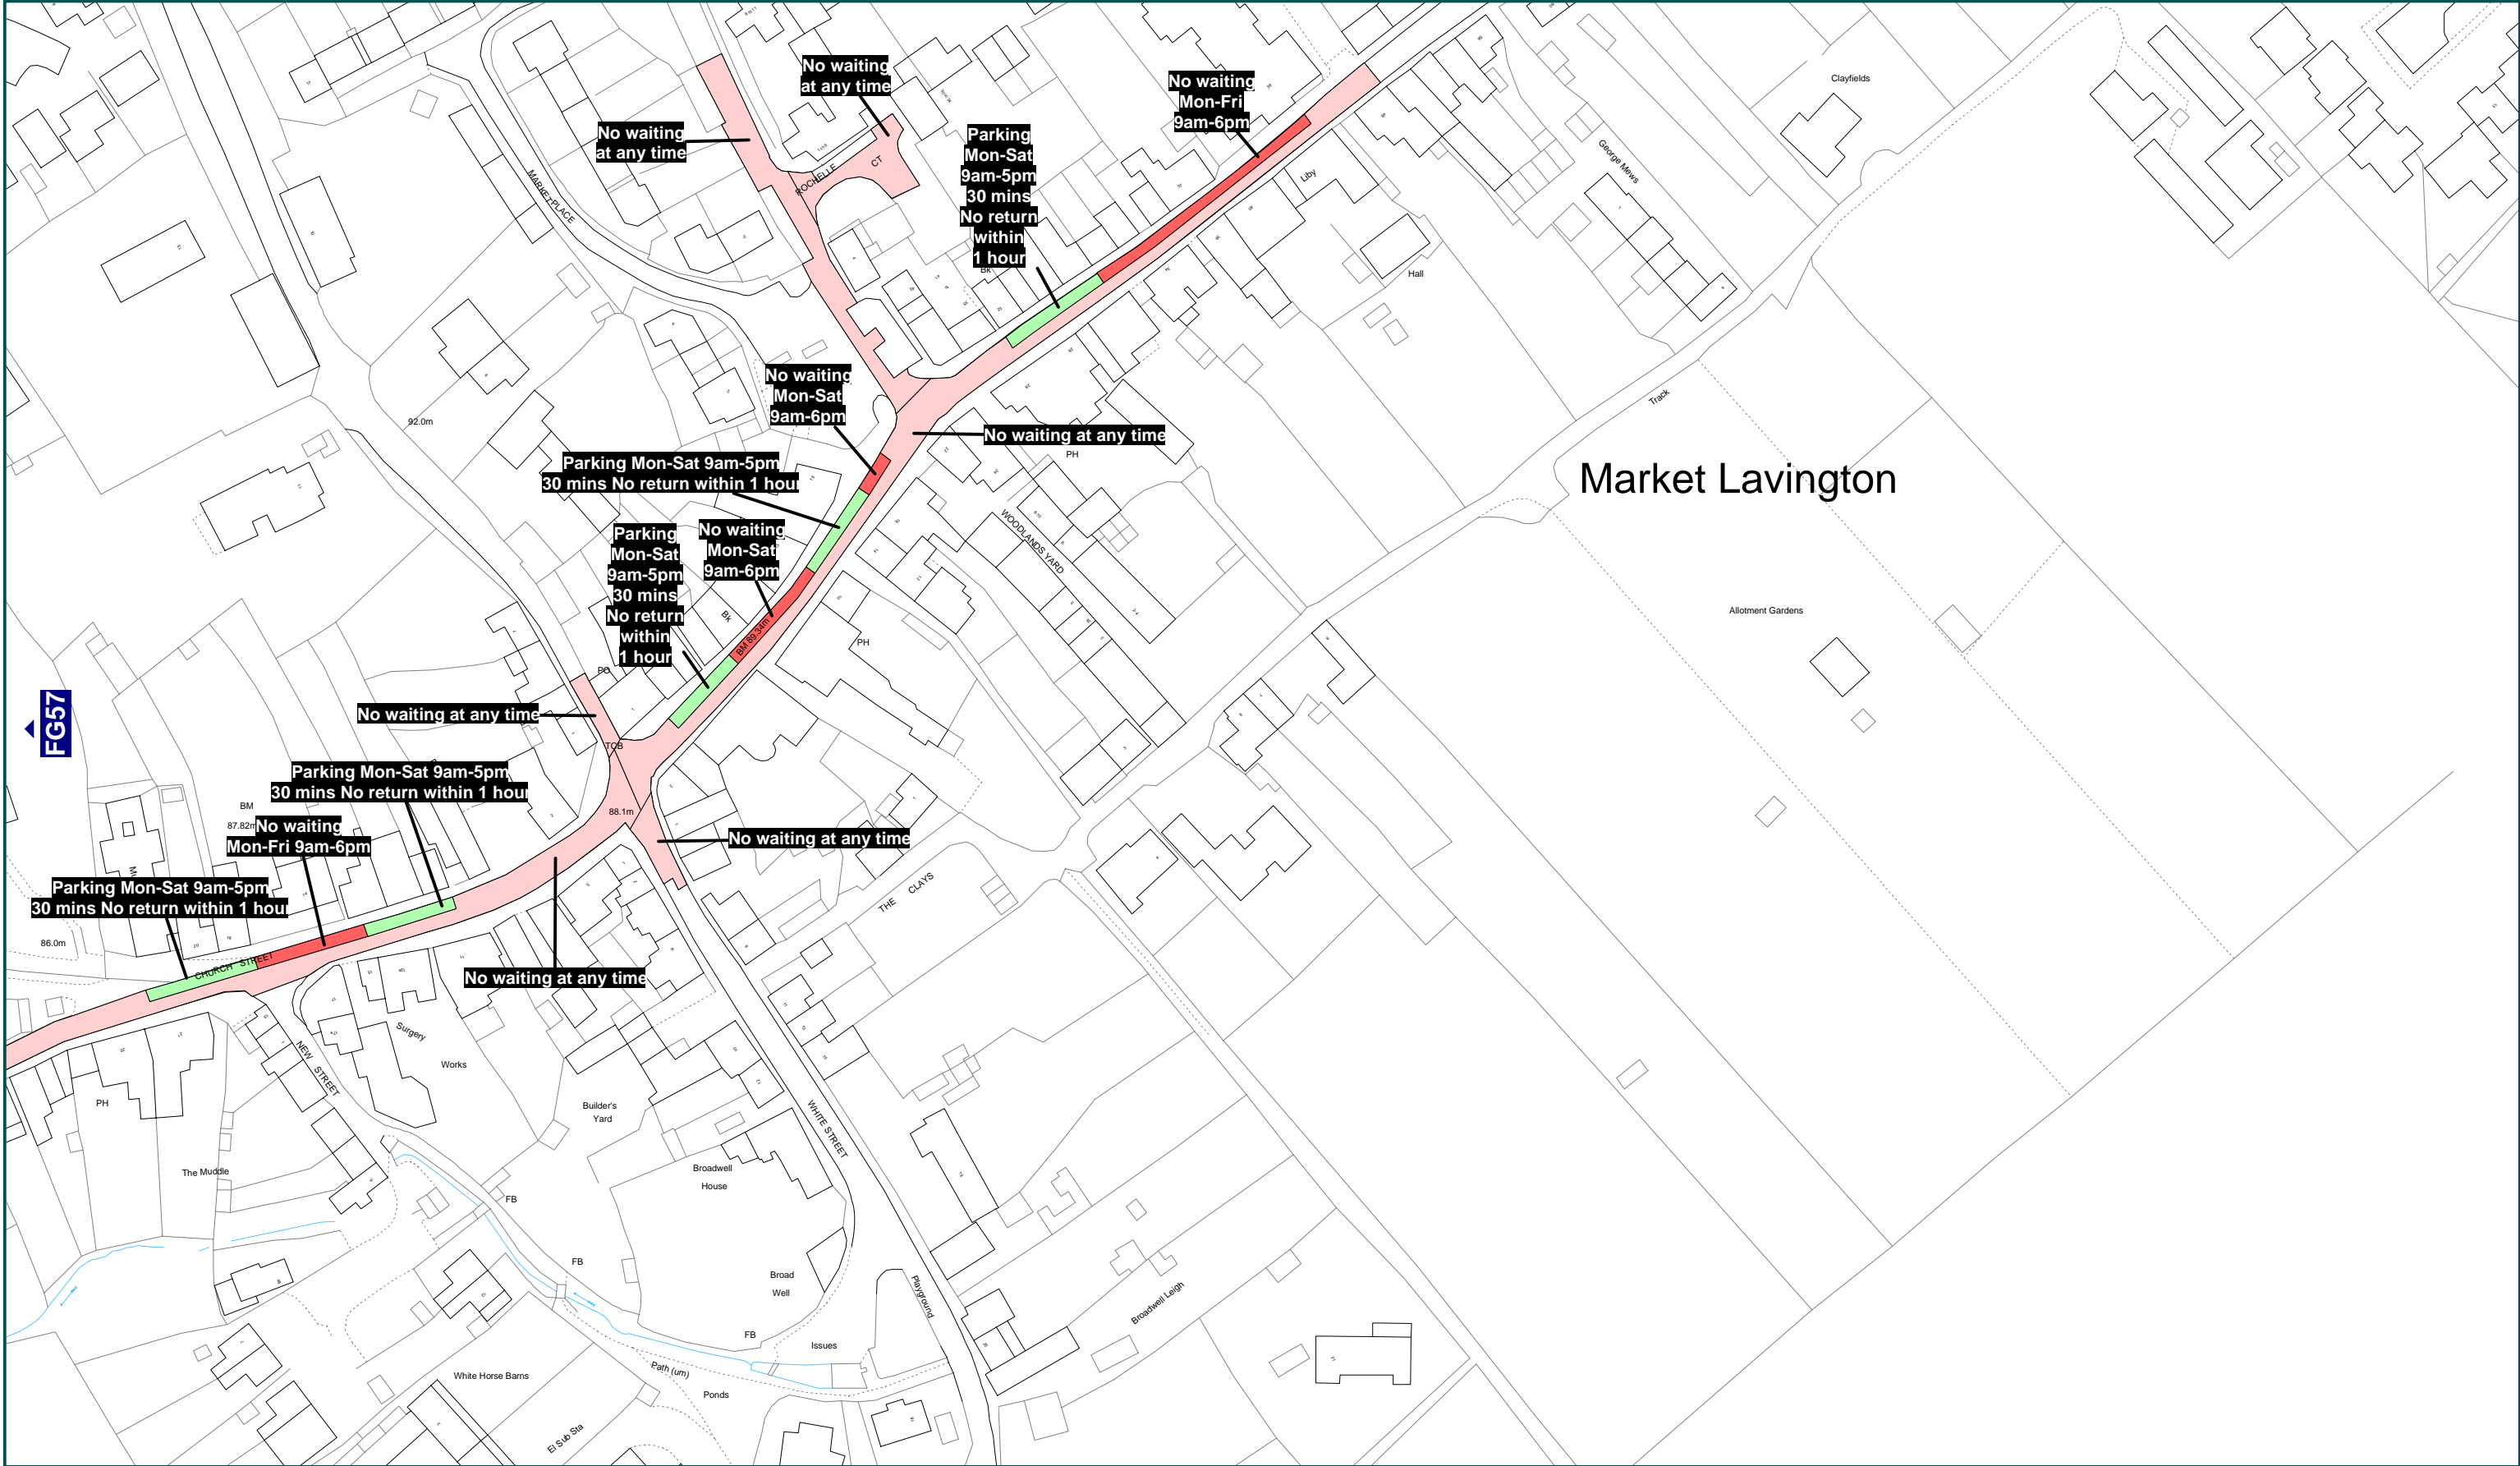 No waiting
at any time
No waiting
at any time
No waiting
Mon-Fri
9am-6pm
Parking
Mon-Sat
9am-5pm
30 mins
No return
within
1 hour
Clayfields
ROCHELLE CT
MARKET PLACE
George Mews
Liby
Hall
Bk
Track
92.0m
No waiting
Mon-Sat
9am-6pm
No waiting at any time
PH
Parking Mon-Sat 9am-5pm
30 mins No return within 1 hour
Market Lavington
WOODLANDS YARD
Parking
Mon-Sat
9am-5pm
30 mins
No return
within
1 hour
No waiting
Mon-Sat
9am-6pm
Bk
BM 89.34m
PH
Allotment Gardens
PO
FG57
No waiting at any time
TCB
Parking Mon-Sat 9am-5pm
30 mins No return within 1 hour
BM
87.82m
88.1m
No waiting
Mon-Fri 9am-6pm
No waiting at any time
Parking Mon-Sat 9am-5pm
30 mins No return within 1 hour
THE CLAYS
86.0m
CHURCH STREET
No waiting at any time
Surgery
Works
NEW STREET
PH
Builder's
Yard
WHITE STREET
The Muddle
Broadwell
House
FB
FB
Broad
Well
Playground
Broadwell Leigh
FB
Issues
Path (um)
White Horse Barns
Ponds
El Sub Sta